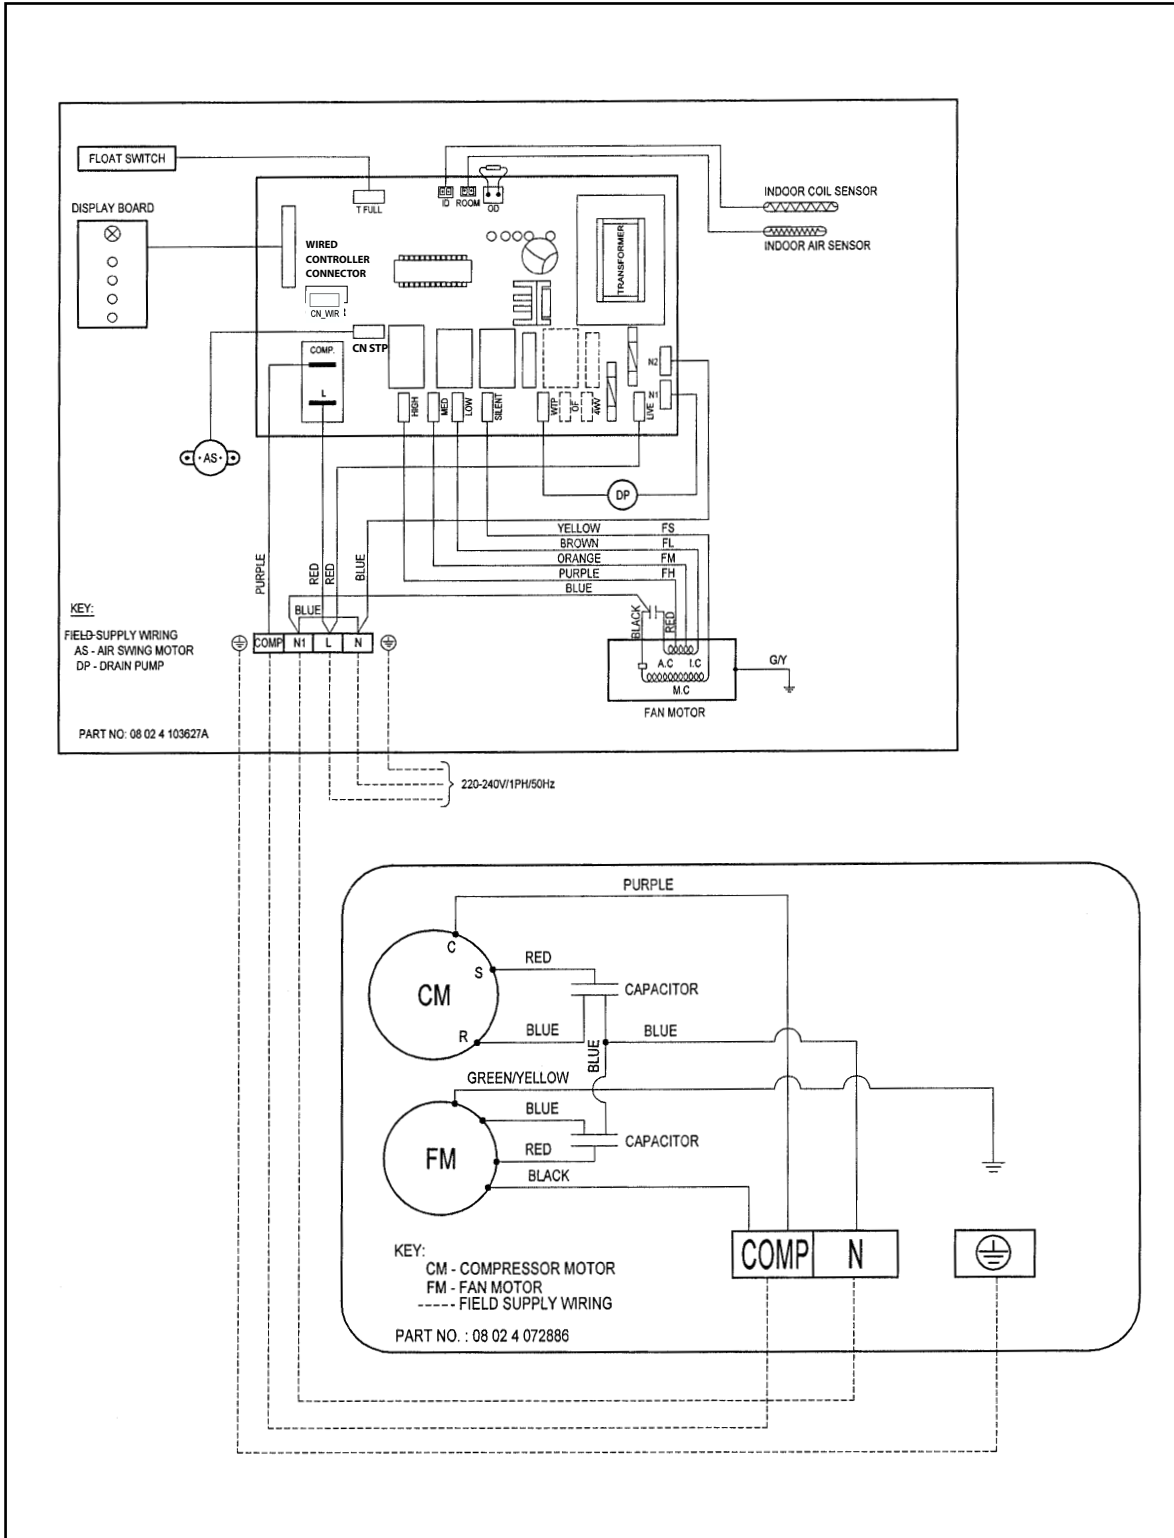 FLOAT SWITCH
DISPLAY BOARD
T FULL
ID
ROOM
OD
INDOOR COIL SENSOR
INDOOR AIR SENSOR
WIRED
CONTROLLER
CONNECTOR
CN_WIR
TRANSFORMER
CN STP
COMP.
L
HIGH
MED
LOW
SILENT
WTP
OF
4WV
LIVE
N2
N1
AS
DP
YELLOW FS
BROWN FL
ORANGE FM
PURPLE FH
BLUE
PURPLE
RED
RED
BLUE
BLUE
BLACK
RED
KEY:
FIELD SUPPLY WIRING
AS - AIR SWING MOTOR
DP - DRAIN PUMP
COMP N1 L N
A.C I.C
M.C
G/Y
FAN MOTOR
PART NO: 08 02 4 103627A
220-240V/1PH/50Hz
PURPLE
C
S
R
CM
RED
CAPACITOR
BLUE
BLUE
BLUE
GREEN/YELLOW
BLUE
CAPACITOR
RED
BLACK
FM
COMP N
KEY:
CM - COMPRESSOR MOTOR
FM - FAN MOTOR
----- FIELD SUPPLY WIRING
PART NO. : 08 02 4 072886